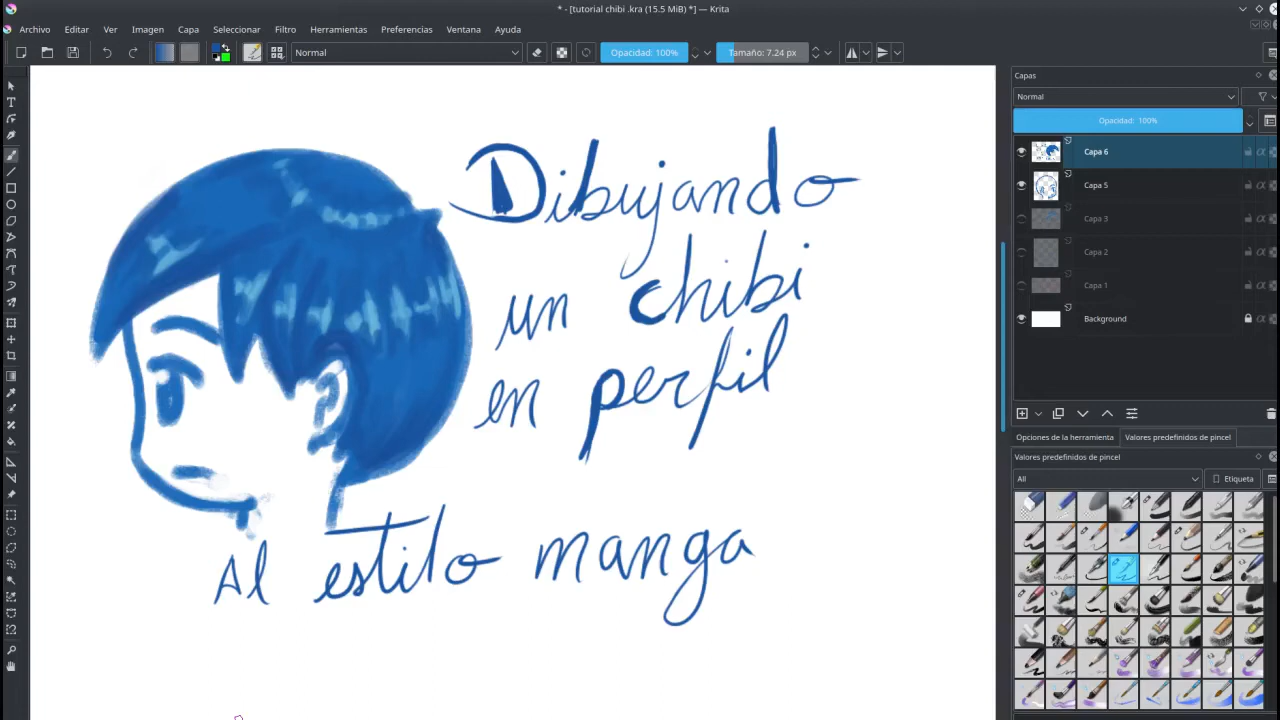 * - [tutorial chibi .kra (15.5 MiB) *] — Krita
Archivo Editar Ver Imagen Capa Seleccionar Filtro Herramientas Preferencias Ventana Ayuda
Normal Opacidad: 100% Tamaño: 7.24 px
Capas
Normal
Opacidad: 100%
Capa 6
Capa 5
Capa 3
Capa 2
Capa 1
Background
Opciones de la herramienta Valores predefinidos de pincel
Valores predefinidos de pincel
All Etiqueta
Dibujando
un chibi
en perfil
Al estilo manga